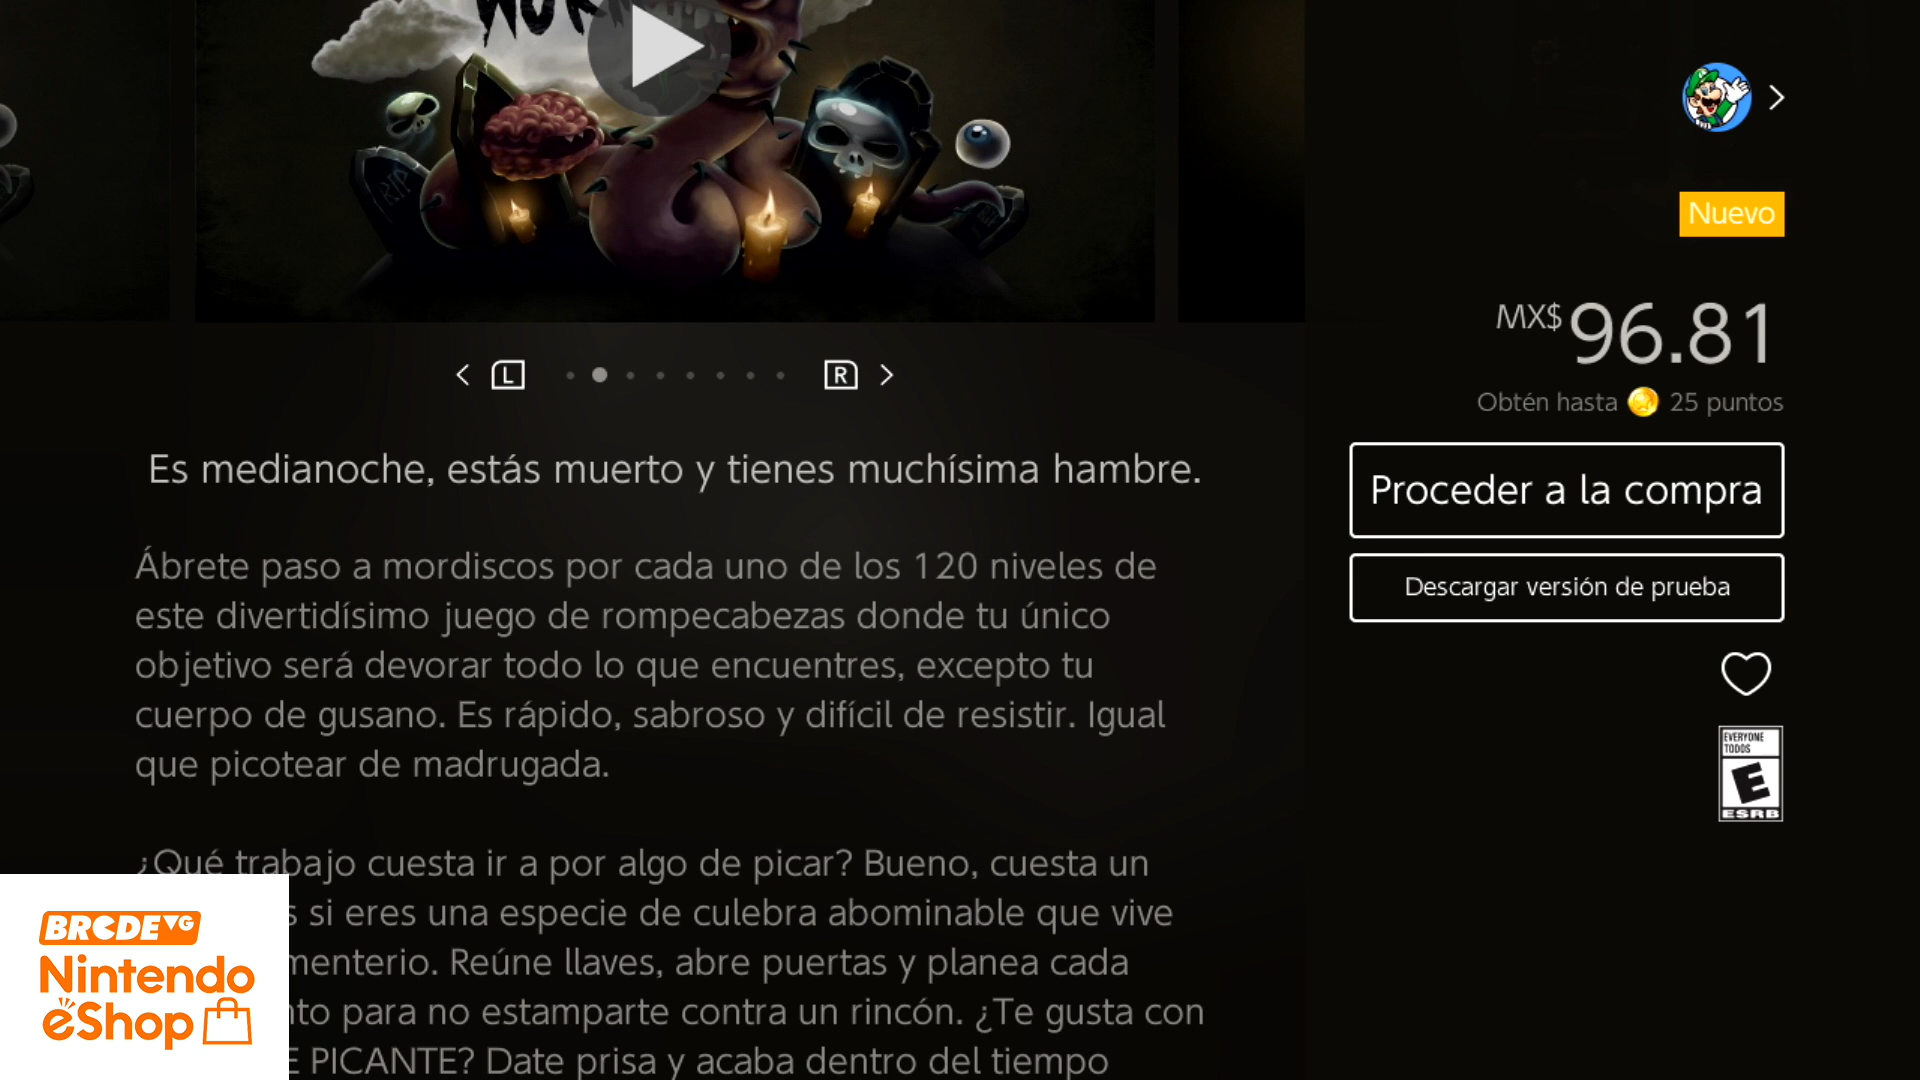 RIP
Nuevo
MX$96.81
Obtén hasta 25 puntos
L R
Proceder a la compra
Descargar versión de prueba
EVERYONE
TODOS
E
ESRB
Es medianoche, estás muerto y tienes muchísima hambre.
Ábrete paso a mordiscos por cada uno de los 120 niveles de
este divertidísimo juego de rompecabezas donde tu único
objetivo será devorar todo lo que encuentres, excepto tu
cuerpo de gusano. Es rápido, sabroso y difícil de resistir. Igual
que picotear de madrugada.
¿Qué trabajo cuesta ir a por algo de picar? Bueno, cuesta un
s si eres una especie de culebra abominable que vive
menterio. Reúne llaves, abre puertas y planea cada
nto para no estamparte contra un rincón. ¿Te gusta con
E PICANTE? Date prisa y acaba dentro del tiempo
BRCDEVG
Nintendo
eShop